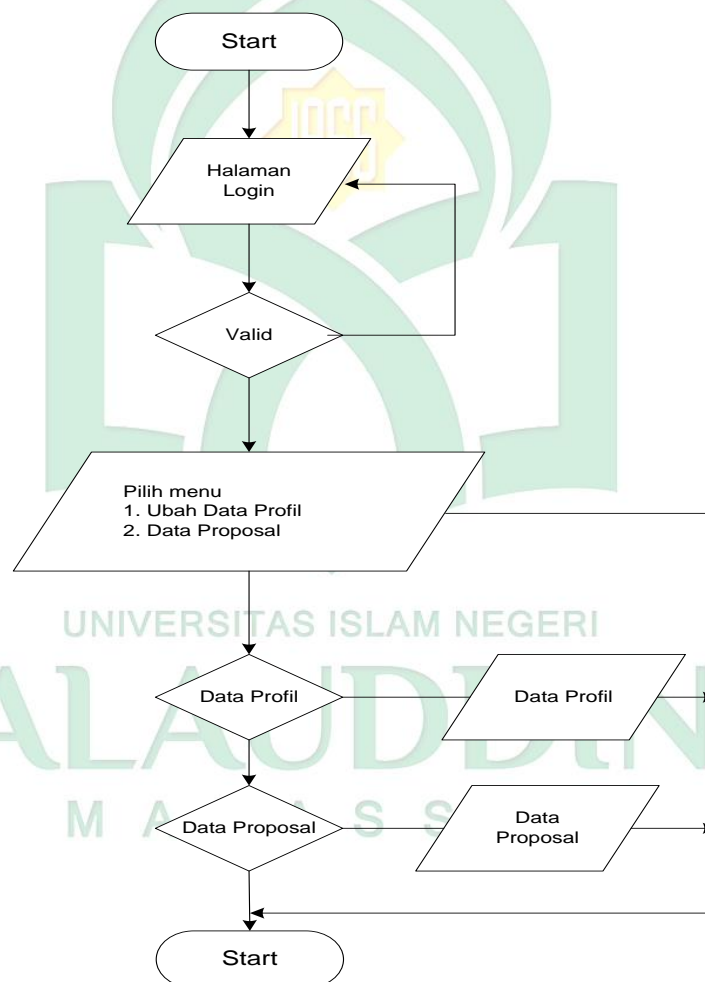 Start
Halaman
Login
Valid
Pilih menu
1. Ubah Data Profil
2. Data Proposal
UNIVERSITAS ISLAM NEGERI
Data Profil
Data Profil
ALAUDDIN
Data Proposal
Data
Proposal
Start